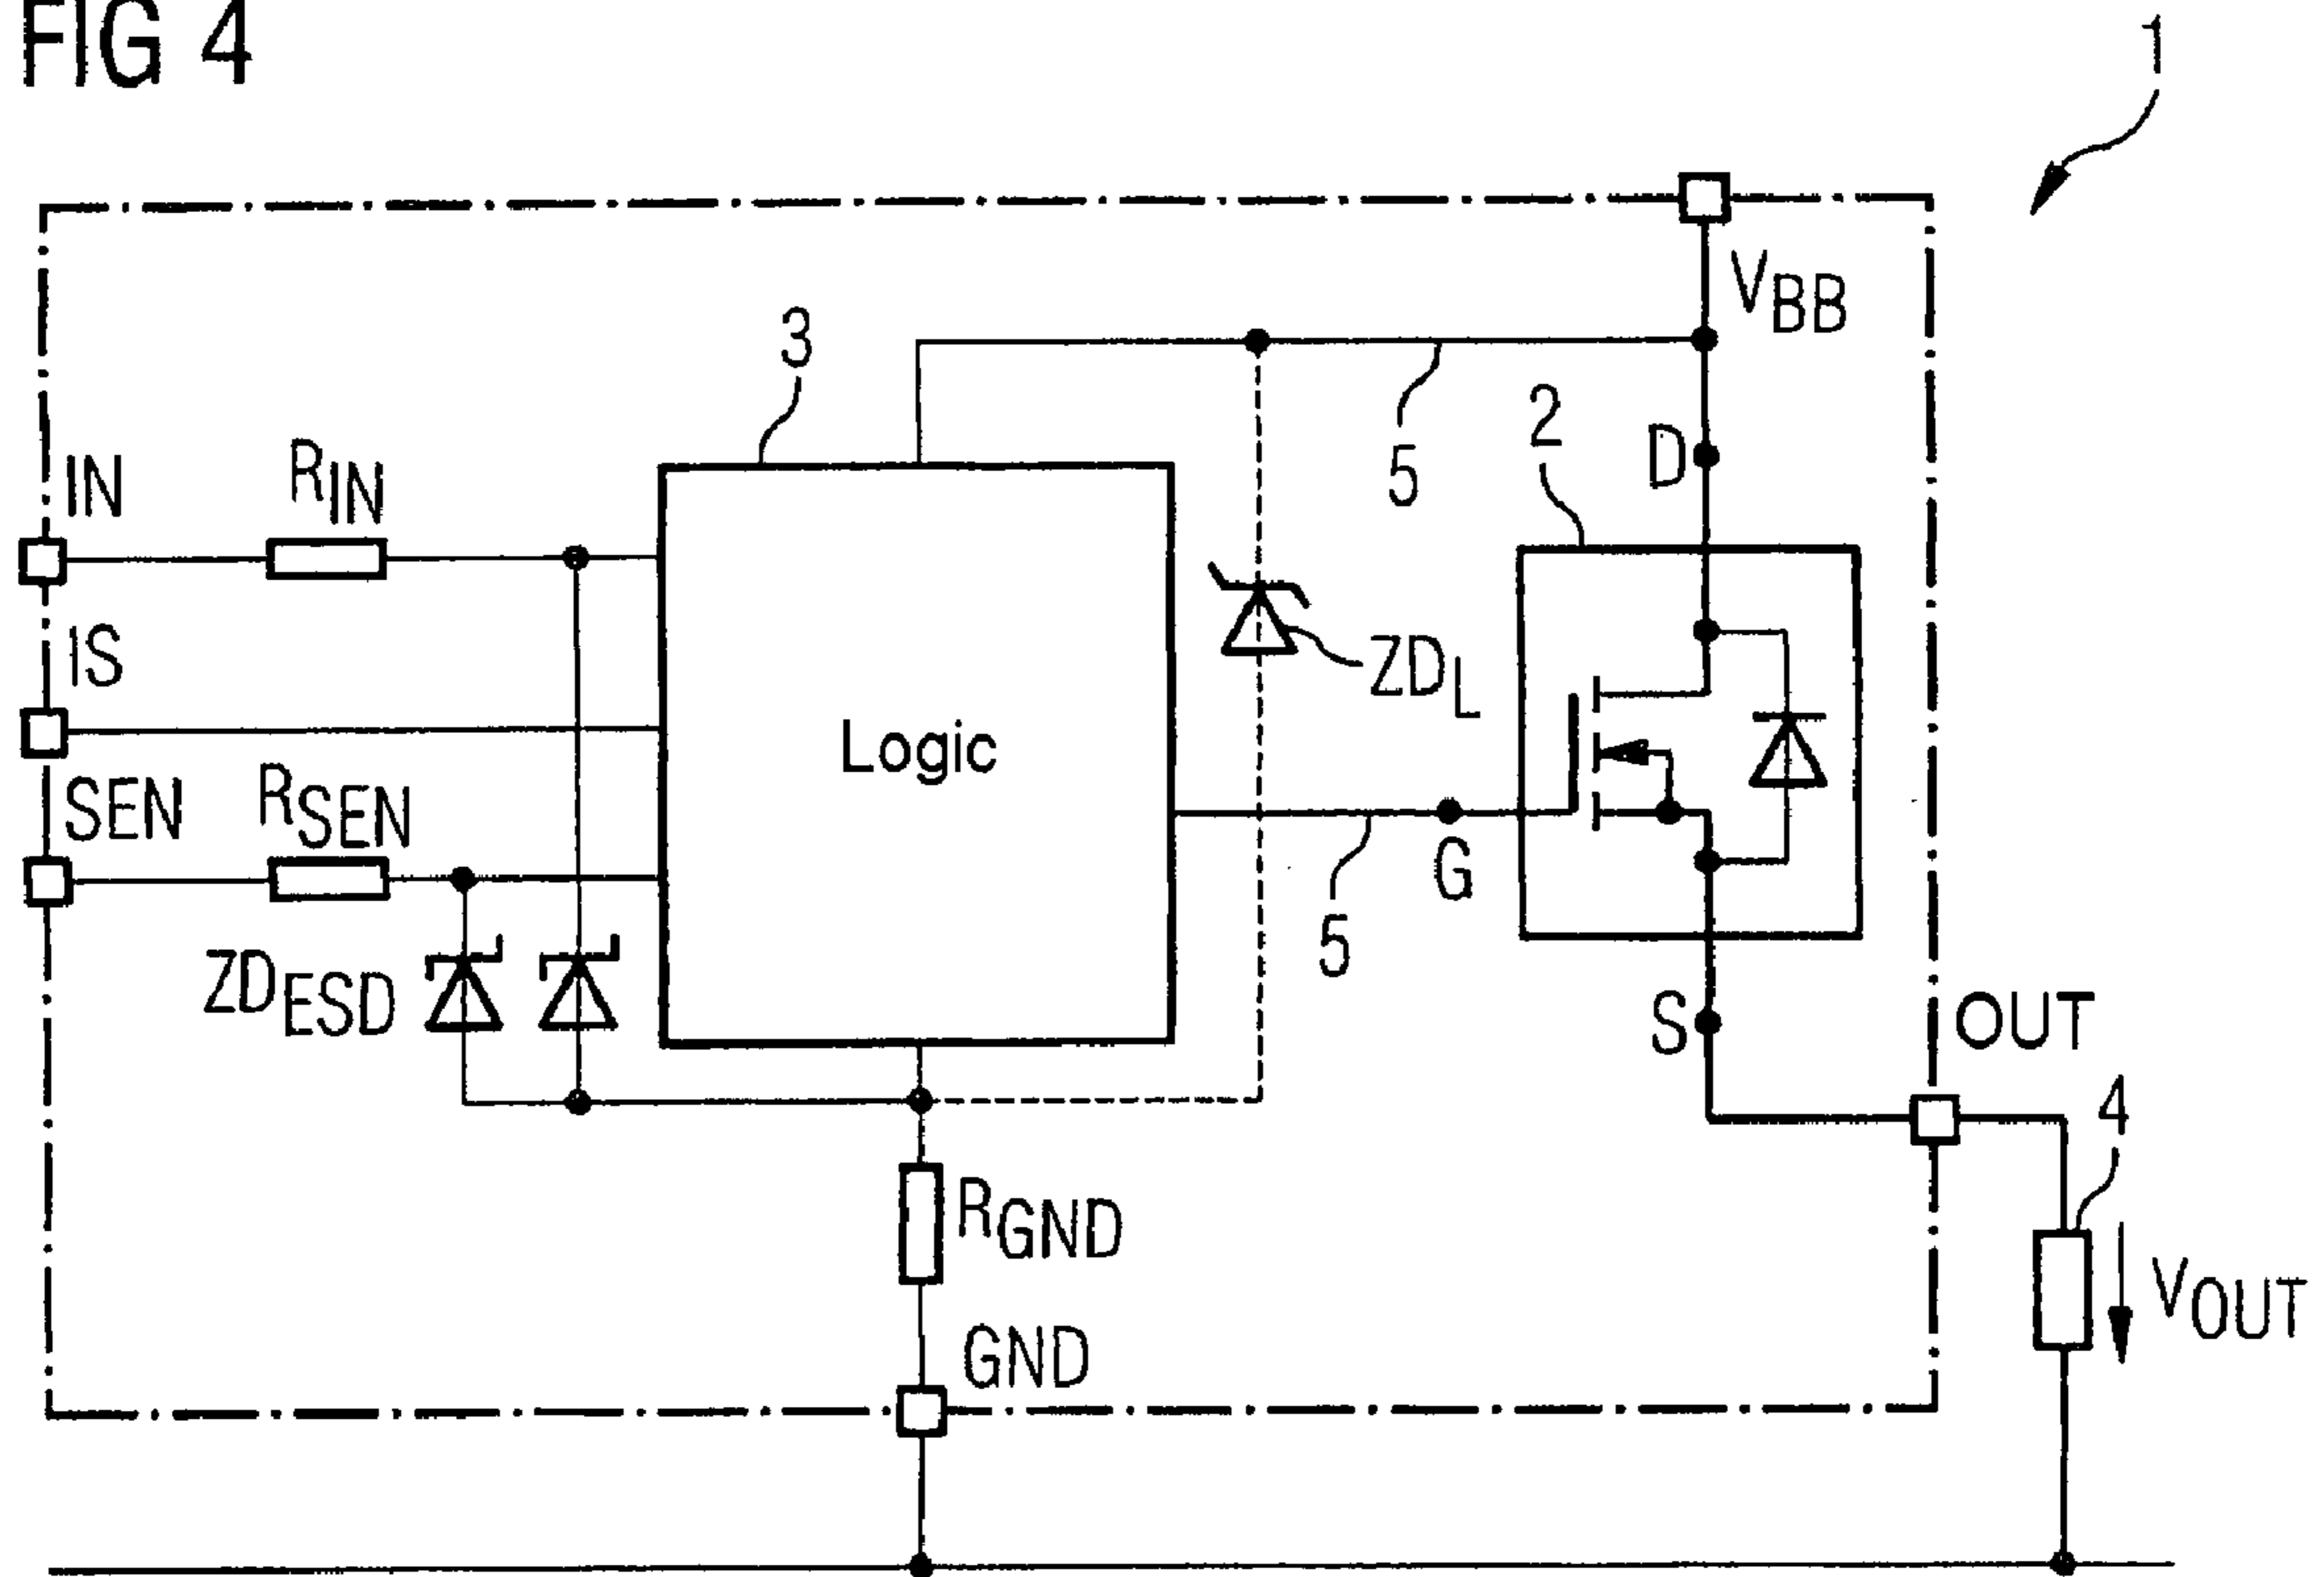 FIG 4
1
VBB
3
5
2
D
IN
RIN
IS
ZDL
Logic
SEN
RSEN
G
5
ZDESD
S
OUT
4
RGND
VOUT
GND